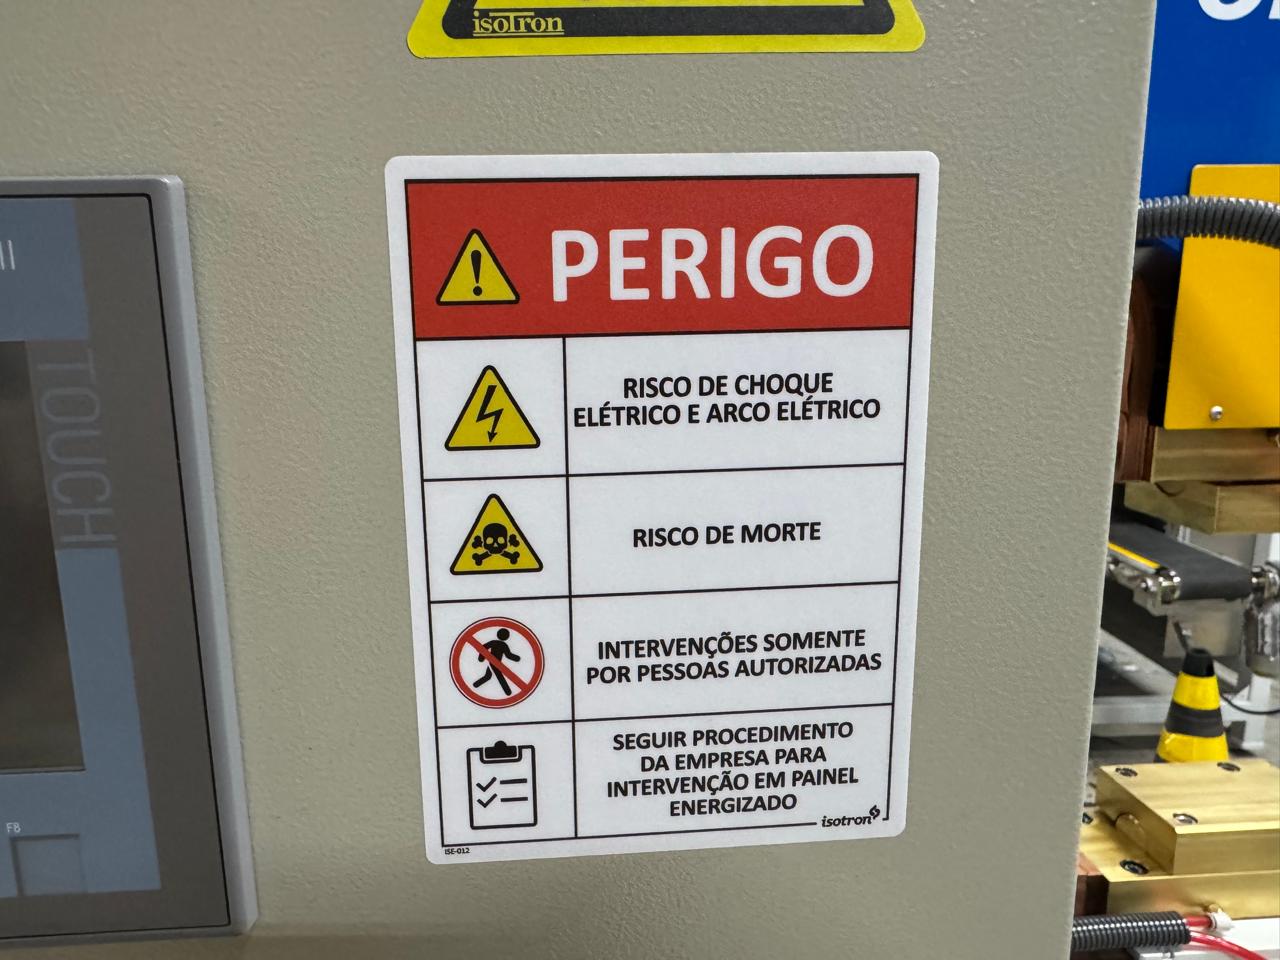 isoTron
PERIGO
RISCO DE CHOQUE
ELÉTRICO E ARCO ELÉTRICO
RISCO DE MORTE
INTERVENÇÕES SOMENTE
POR PESSOAS AUTORIZADAS
SEGUIR PROCEDIMENTO
DA EMPRESA PARA
INTERVENÇÃO EM PAINEL
ENERGIZADO
isotron
ISE-012
TOUCH
F8